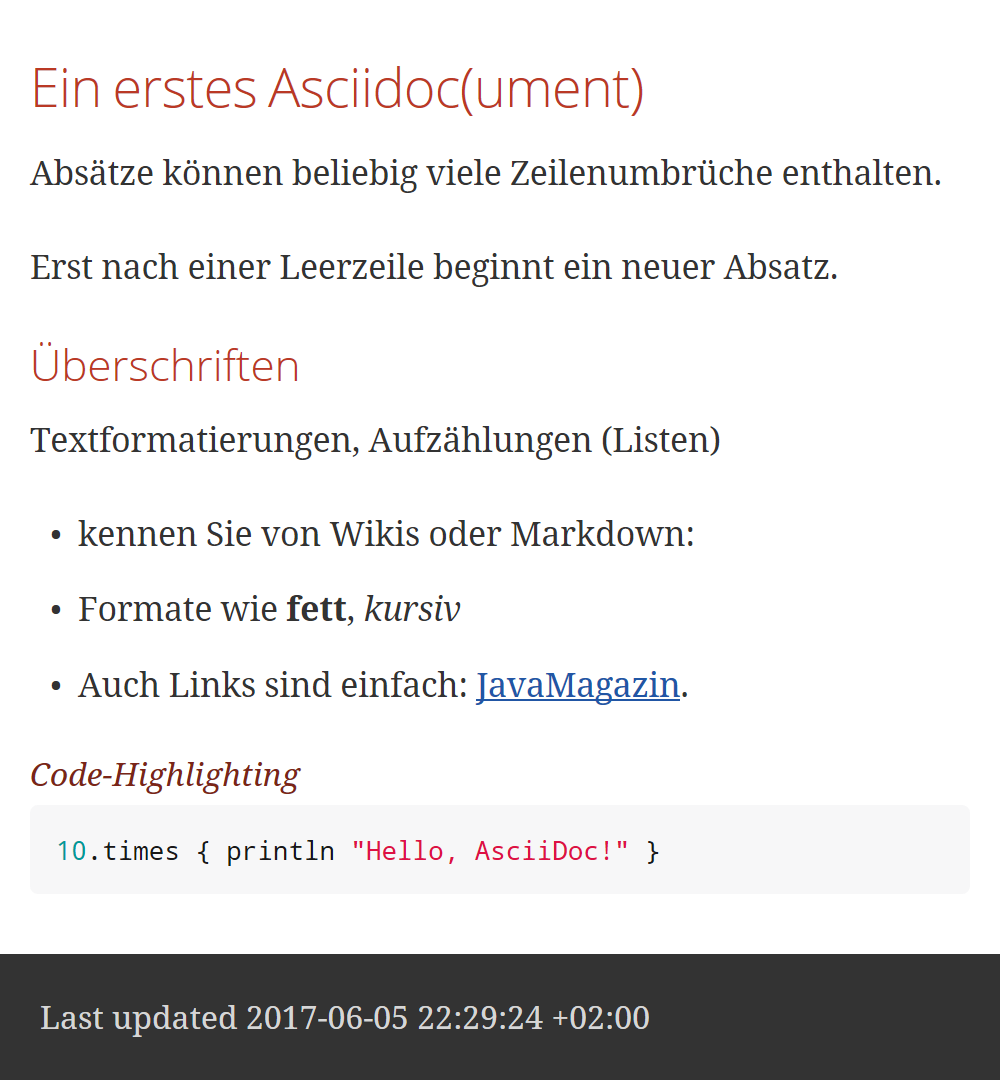 Ein erstes Asciidoc(ument)
Absätze können beliebig viele Zeilenumbrüche enthalten.
Erst nach einer Leerzeile beginnt ein neuer Absatz.
Überschriften
Textformatierungen, Aufzählungen (Listen)
• kennen Sie von Wikis oder Markdown:
• Formate wie fett, kursiv
• Auch Links sind einfach: JavaMagazin.
Code-Highlighting
10.times { println "Hello, AsciiDoc!" }
Last updated 2017-06-05 22:29:24 +02:00